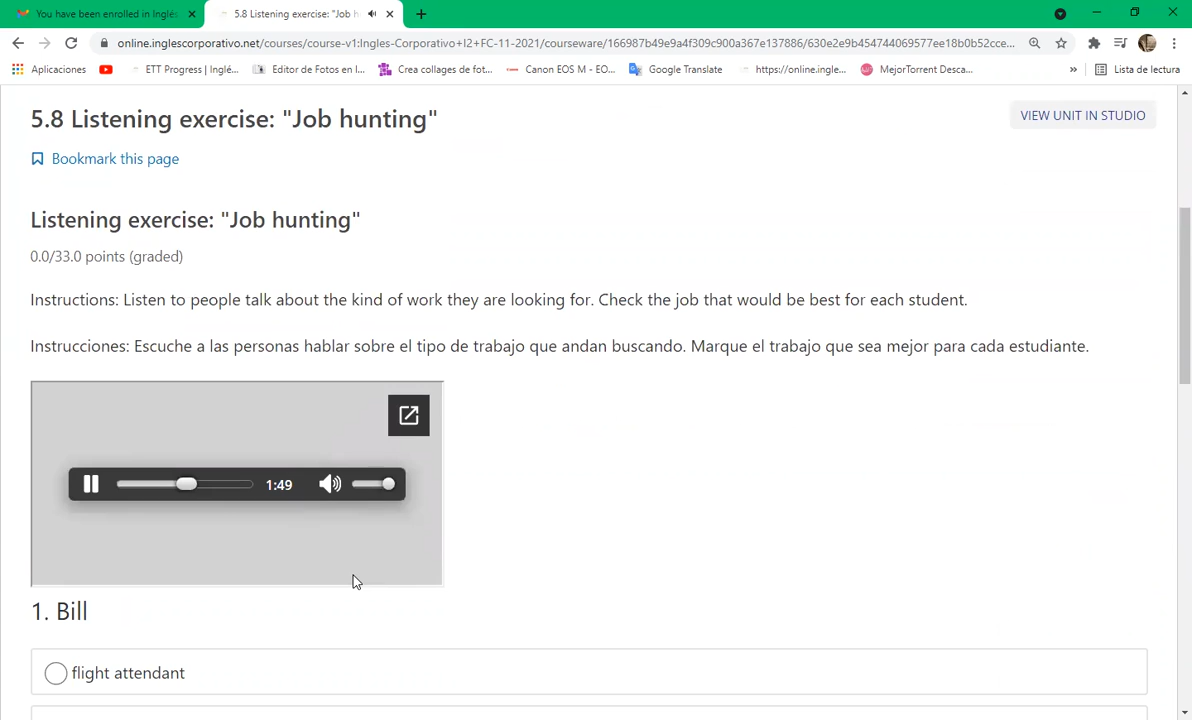 You have been enrolled in Inglés
5.8 Listening exercise: "Job h
online.inglescorporativo.net/courses/course-v1:Ingles-Corporativo+I2+FC-11-2021/courseware/166987b49e9a4f309c900a367e137886/630e2e9b454744069577ee18b0b52cce...
Aplicaciones
ETT Progress | Inglé...
Editor de Fotos en l...
Crea collages de fot...
Canon EOS M - EO...
Google Translate
https://online.ingle...
MejorTorrent Desca...
»
Lista de lectura
5.8 Listening exercise: "Job hunting"
VIEW UNIT IN STUDIO
Bookmark this page
Listening exercise: "Job hunting"
0.0/33.0 points (graded)
Instructions: Listen to people talk about the kind of work they are looking for. Check the job that would be best for each student.
Instrucciones: Escuche a las personas hablar sobre el tipo de trabajo que andan buscando. Marque el trabajo que sea mejor para cada estudiante.
1:49
1. Bill
flight attendant